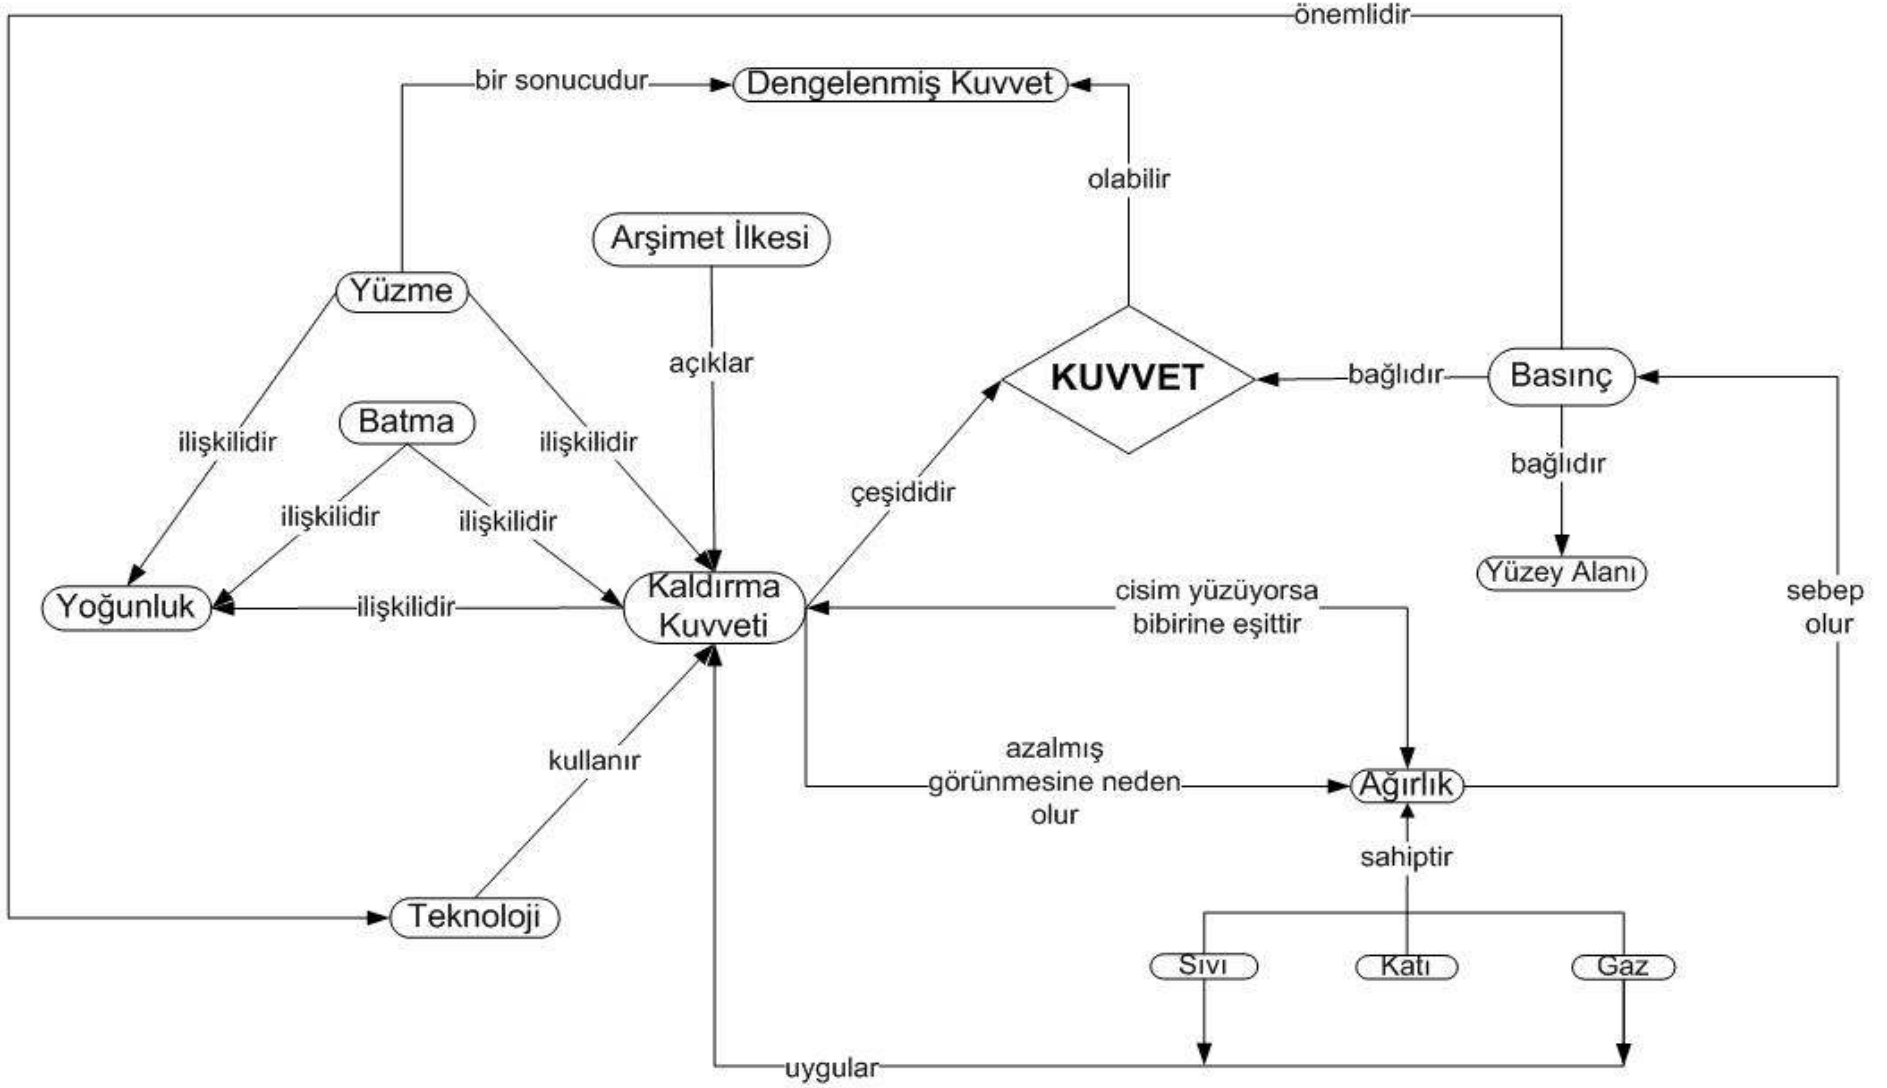 önemlidir
bir sonucudur
Dengelenmiş Kuvvet
olabilir
Arşimet İlkesi
Yüzme
açıklar
KUVVET
bağlıdır
Basınç
Batma
ilişkilidir
ilişkilidir
bağlıdır
çeşididir
ilişkilidir
ilişkilidir
Yüzey Alanı
Kaldırma
Kuvveti
Yoğunluk
ilişkilidir
cisim yüzüyorsa
bibirine eşittir
sebep
olur
kullanır
azalmış
görünmesine neden
olur
Ağırlık
sahiptir
Teknoloji
Sıvı
Katı
Gaz
uygular